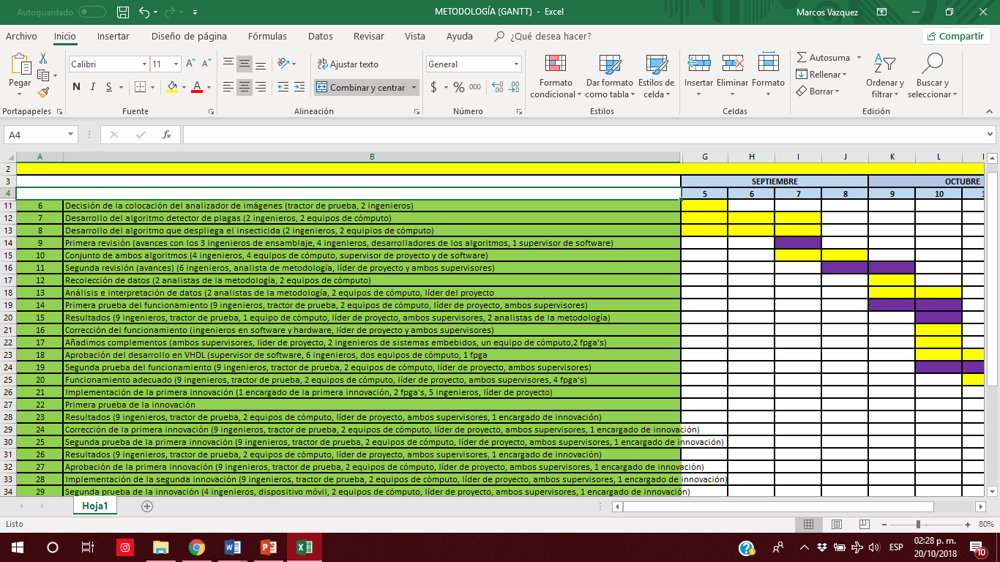 Autoguardado
METODOLOGÍA (GANTT) - Excel
Marcos Vazquez
Archivo Inicio Insertar Diseño de página Fórmulas Datos Revisar Vista Ayuda ¿Qué desea hacer? Compartir
Pegar
Calibri 11
N K S
Ajustar texto
Combinar y centrar
General
$ % 000
Formato condicional
Dar formato como tabla
Estilos de celda
Insertar Eliminar Formato
Autosuma
Rellenar
Borrar
Ordenar y filtrar
Buscar y seleccionar
Portapapeles Fuente Alineación Número Estilos Celdas Edición
A4 fx
A B G H I J K L
2
3 SEPTIEMBRE OCTUBRE
4 5 6 7 8 9 10
11 6 Decisión de la colocación del analizador de imágenes (tractor de prueba, 2 ingenieros)
12 7 Desarrollo del algoritmo detector de plagas (2 ingenieros, 2 equipos de cómputo)
13 8 Desarrollo del algoritmo que despliega el insecticida (2 ingenieros, 2 equipios de cómputo)
14 9 Primera revisión (avances con los 3 ingenieros de ensamblaje, 4 ingenieros, desarrolladores de los algoritmos, 1 supervisor de software)
15 10 Conjunto de ambos algoritmos (4 ingenieros, 4 equipos de cómputo, supervisor de proyecto y de software)
16 11 Segunda revisión (avances) (6 ingenieros, analista de metodología, líder de proyecto y ambos supervisores)
17 12 Recolección de datos (2 analistas de la metodología, 2 equipos de cómputo)
18 13 Análisis e interpretación de datos (2 analistas de la metodología, 2 equipos de cómputo, líder del proyecto
19 14 Primera prueba del funcionamiento (9 ingenieros, tractor de prueba, 2 equipos de cómputo, líder de proyecto, ambos supervisores)
20 15 Resultados (9 ingenieros, tractor de prueba, 1 equipo de cómputo, líder de proyecto, ambos supervisores, 2 analistas de la metodología)
21 16 Corrección del funcionamiento (ingenieros en software y hardware, líder de proyecto y ambos supervisores)
22 17 Añadimos complementos (ambos supervisores, líder de proyecto, 2 ingenieros de sistemas embebidos, un equipo de cómputo,2 fpga's)
23 18 Aprobación del desarrollo en VHDL (supervisor de software, 6 ingenieros, dos equipos de cómputo, 1 fpga
24 19 Segunda prueba del funcionamiento (9 ingenieros, tractor de prueba, 2 equipos de cómputo, líder de proyecto, ambos supervisores)
25 20 Funcionamiento adecuado (9 ingenieros, tractor de prueba, 2 equipos de cómputo, líder de proyecto, ambos supervisores, 4 fpga's)
26 21 Implementación de la primera innovación (1 encargado de la primera innovación, 2 fpga's, 5 ingenieros, líder de proyecto)
27 22 Primera prueba de la innovación
28 23 Resultados (9 ingenieros, tractor de prueba, 2 equipos de cómputo, líder de proyecto, ambos supervisores, 1 encargado de innovación)
29 24 Corrección de la primera innovación (9 ingenieros, tractor de prueba, 2 equipos de cómputo, líder de proyecto, ambos supervisores, 1 encargado de innovación)
30 25 Segunda prueba de la primera innovación (9 ingenieros, tractor de prueba, 2 equipos de cómputo, líder de proyecto, ambos supervisores, 1 encargado de innovación)
31 26 Resultados (9 ingenieros, tractor de prueba, 2 equipos de cómputo, líder de proyecto, ambos supervisores, 1 encargado de innovación)
32 27 Aprobación de la primera innovación (9 ingenieros, tractor de prueba, 2 equipos de cómputo, líder de proyecto, ambos supervisores, 1 encargado de innovación)
33 28 Implementación de la segunda innovación (9 ingenieros, tractor de prueba, 2 equipos de cómputo, líder de proyecto, ambos supervisores, 1 encargado de innovación)
34 29 Segunda prueba de la innovación (4 ingenieros, dispositivo móvil, 2 equipos de cómputo, líder de proyecto, ambos supervisores, 1 encargado de innovación)
Hoja1
Listo 80%
ESP
02:28 p. m.
20/10/2018
10